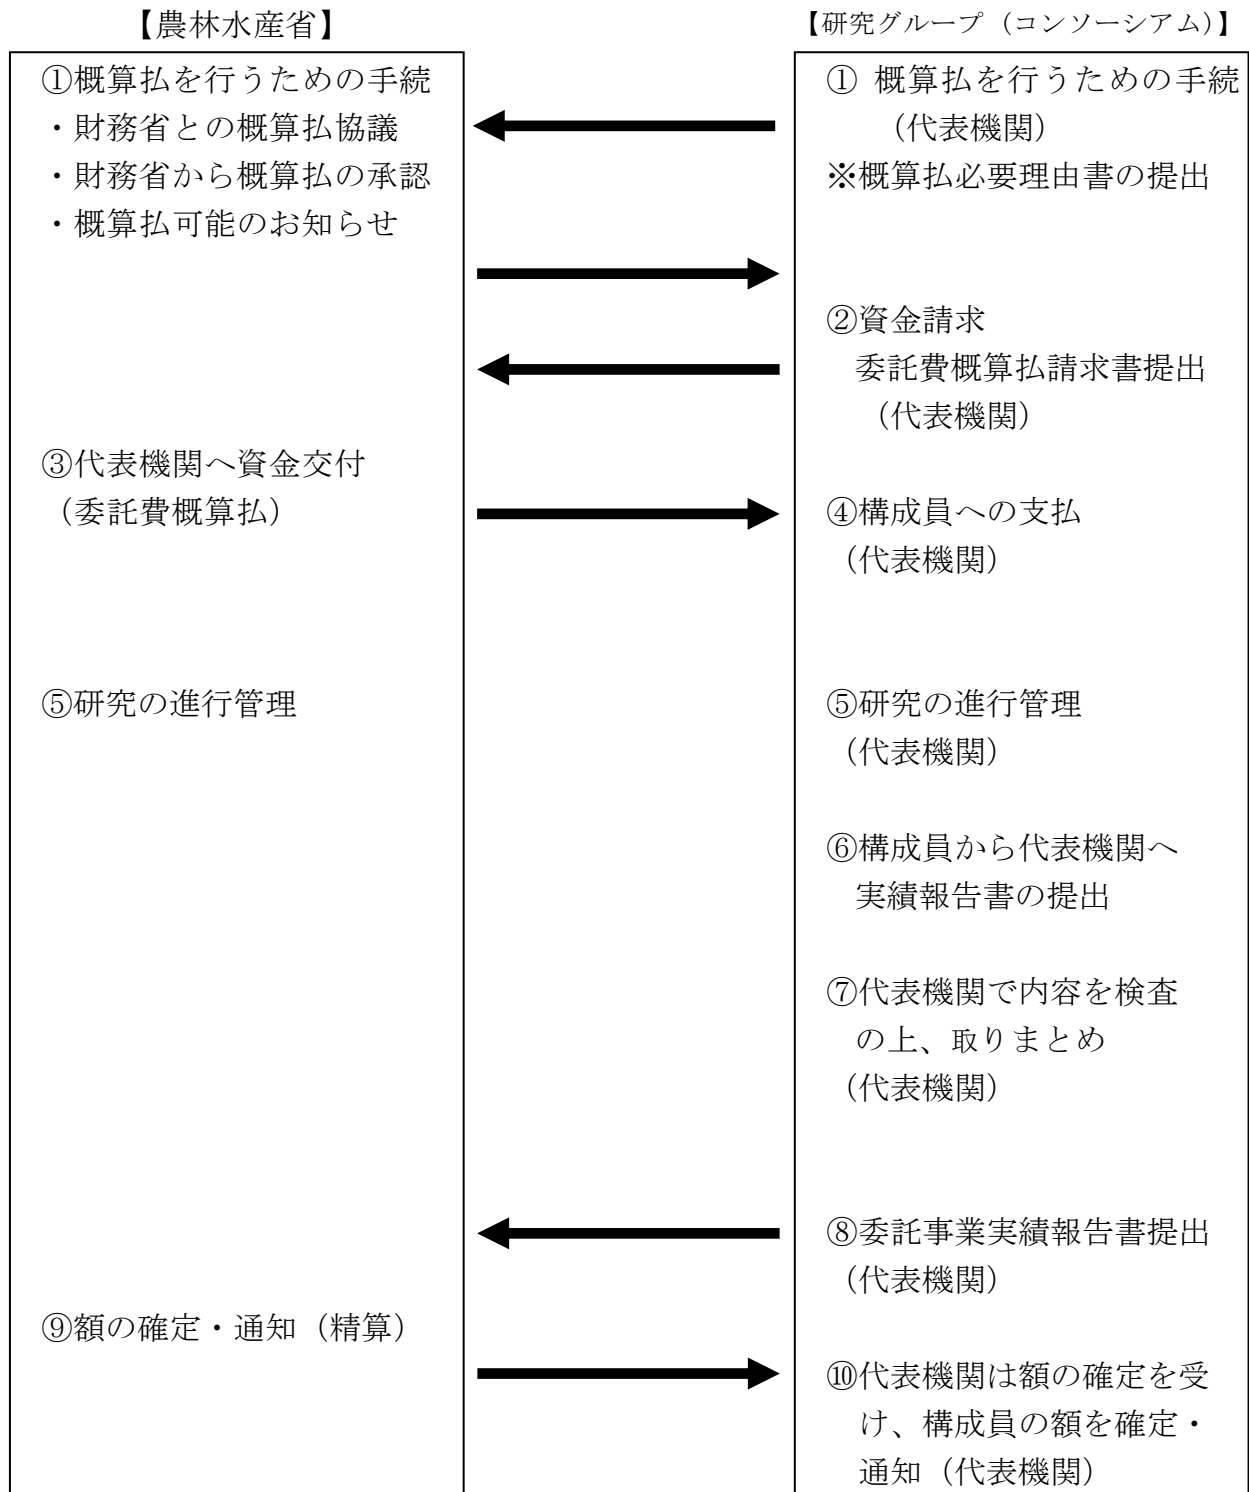 【農林水産省】
①概算払を行うための手続
・財務省との概算払協議
・財務省から概算払の承認
・概算払可能のお知らせ
③代表機関へ資金交付
（委託費概算払）
⑤研究の進行管理
⑨額の確定・通知（精算）
【研究グループ（コンソーシアム）】
① 概算払を行うための手続
（代表機関）
※概算払必要理由書の提出
②資金請求
委託費概算払請求書提出
（代表機関）
④構成員への支払
（代表機関）
⑤研究の進行管理
（代表機関）
⑥構成員から代表機関へ
実績報告書の提出
⑦代表機関で内容を検査
の上、取りまとめ
（代表機関）
⑧委託事業実績報告書提出
（代表機関）
⑩代表機関は額の確定を受
け、構成員の額を確定・
通知（代表機関）